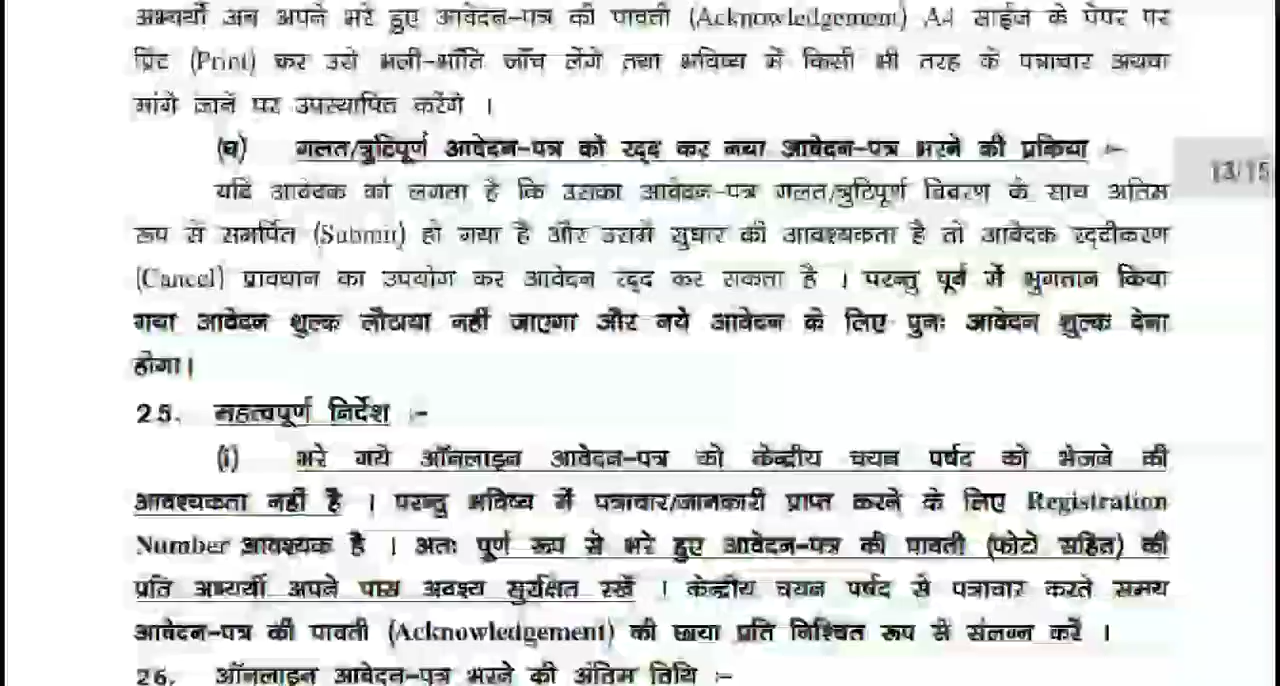 अभ्यर्थी अब अपने भरे हुए आवेदन-पत्र की पावती (Acknowledgement) A4 साईज के पेपर पर
प्रिंट (Print) कर उसे भली-भाँति जाँच लेंगे तथा भविष्य में किसी भी तरह के पत्राचार अथवा
मांगे जाने पर उपस्थापित करेंगे ।
(घ) गलत/त्रुटिपूर्ण आवेदन-पत्र को रद्द कर नया आवेदन-पत्र भरने की प्रकिया :-
13/15
यदि आवेदक को लगता है कि उसका आवेदन-पत्र गलत/त्रुटिपूर्ण विवरण के साथ अंतिम
रूप से समर्पित (Submit) हो गया है और उसमें सुधार की आवश्यकता है तो आवेदक रद्दीकरण
(Cancel) प्रावधान का उपयोग कर आवेदन रद्द कर सकता है । परन्तु पूर्व में भुगतान किया
गया आवेदन शुल्क लौटाया नहीं जाएगा और नये आवेदन के लिए पुनः आवेदन शुल्क देना
होगा।
25. महत्वपूर्ण निर्देश :-
(i) भरे गये ऑनलाइन आवेदन-पत्र को केन्द्रीय चयन पर्षद को भेजने की
आवश्यकता नहीं है । परन्तु भविष्य में पत्राचार/जानकारी प्राप्त करने के लिए Registration
Number आवश्यक है । अतः पूर्ण रूप से भरे हुए आवेदन-पत्र की पावती (फोटो सहित) की
प्रति अभ्यर्थी अपने पास अवश्य सुरक्षित रखें । केन्द्रीय चयन पर्षद से पत्राचार करते समय
आवेदन-पत्र की पावती (Acknowledgement) की छाया प्रति निश्चित रूप से संलग्न करें ।
26. ऑनलाइन आवेदन-पत्र भरने की अंतिम तिथि :-